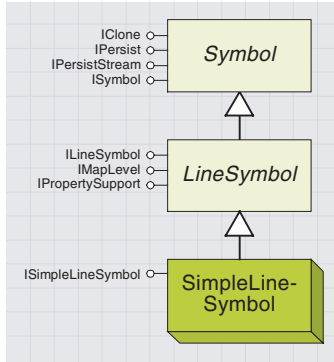 IClone
IPersist
IPersistStream
ISymbol
Symbol
ILineSymbol
IMapLevel
IPropertySupport
LineSymbol
ISimpleLineSymbol
SimpleLine-
Symbol